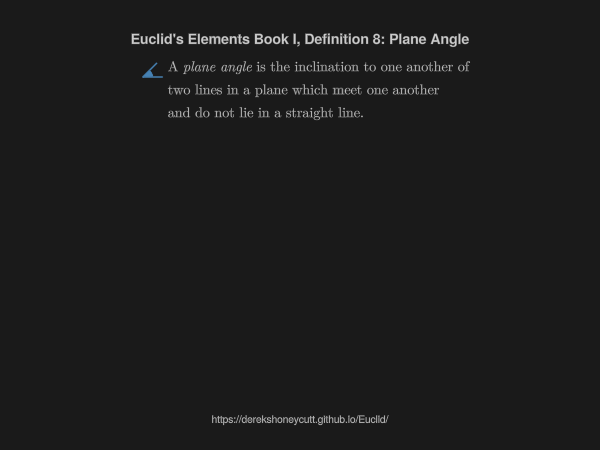 Euclid's Elements Book I, Definition 8: Plane Angle
A plane angle is the inclination to one another of
two lines in a plane which meet one another
and do not lie in a straight line.
https://derekshoneycutt.github.io/Euclid/